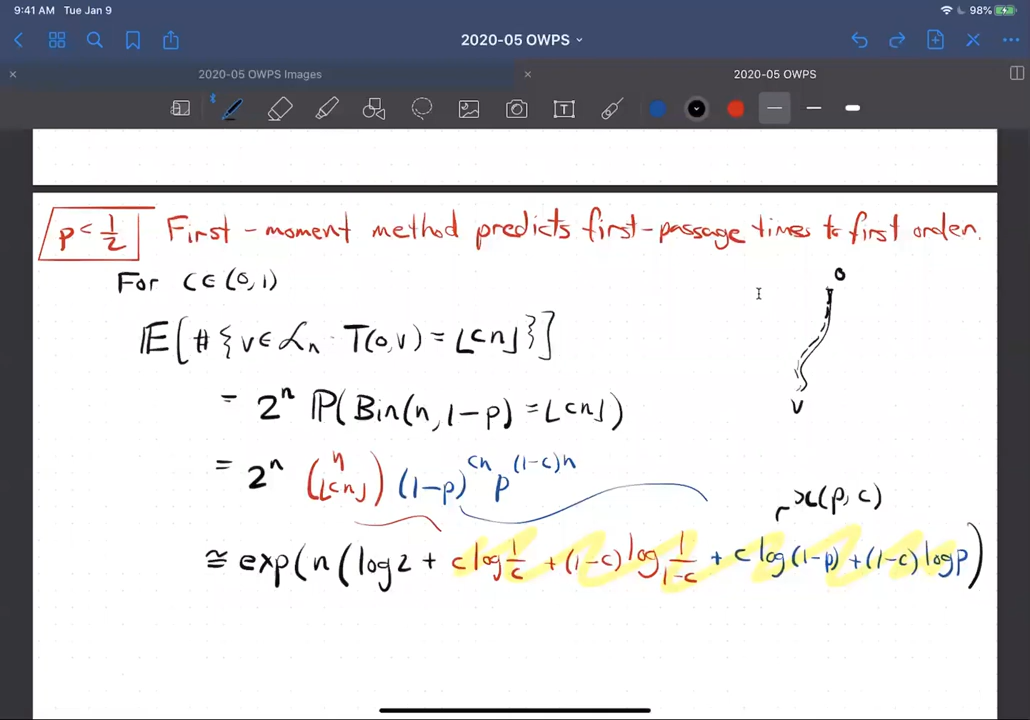 9:41 AM Tue Jan 9
98%
2020-05 OWPS
2020-05 OWPS Images
2020-05 OWPS
p < 1/2 First-moment method predicts first-passage times to first order.
For c ∈ (0,1)
0
𝔼[#{v ∈ ℒn : T(0,v) = ⌊cn⌋}]
= 2^n ℙ(Bin(n, 1-p) = ⌊cn⌋)
v
= 2^n (n ⌊cn⌋) (1-p)^cn p^(1-c)n
x(p,c)
≅ exp(n(log 2 + c log 1/c + (1-c) log 1/1-c + c log(1-p) + (1-c) log p)